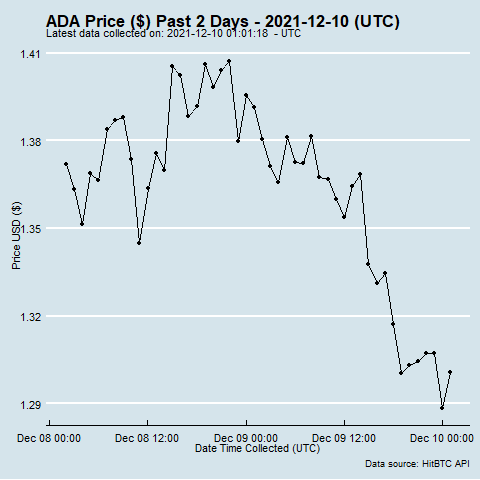 ADA Price ($) Past 2 Days - 2021-12-10 (UTC)
Latest data collected on: 2021-12-10 01:01:18  - UTC
1.41
1.38
1.35
1.32
1.29
Price USD ($)
Dec 08 00:00 Dec 08 12:00 Dec 09 00:00 Dec 09 12:00 Dec 10 00:00
Date Time Collected (UTC)
Data source: HitBTC API